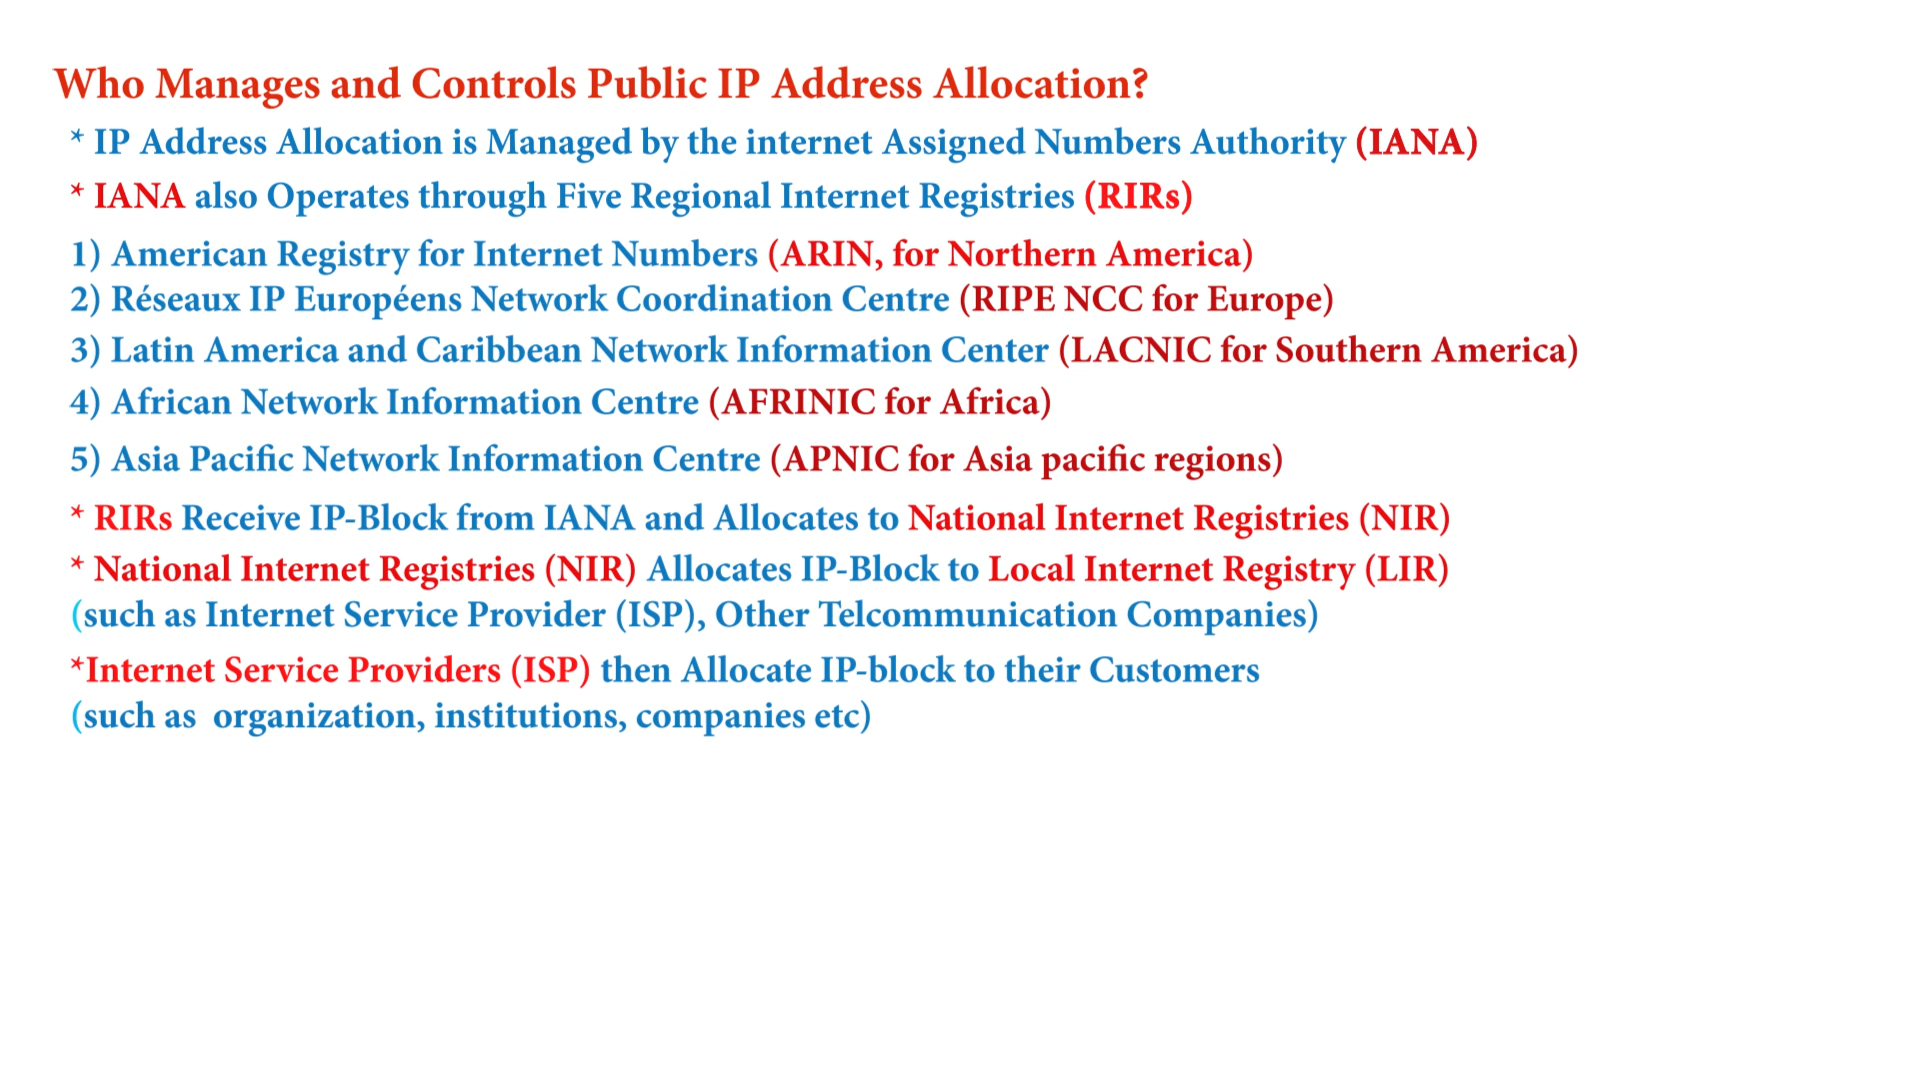 Who Manages and Controls Public IP Address Allocation?
* IP Address Allocation is Managed by the internet Assigned Numbers Authority (IANA)
* IANA also Operates through Five Regional Internet Registries (RIRs)
1) American Registry for Internet Numbers (ARIN, for Northern America)
2) Réseaux IP Européens Network Coordination Centre (RIPE NCC for Europe)
3) Latin America and Caribbean Network Information Center (LACNIC for Southern America)
4) African Network Information Centre (AFRINIC for Africa)
5) Asia Pacific Network Information Centre (APNIC for Asia pacific regions)
* RIRs Receive IP-Block from IANA and Allocates to National Internet Registries (NIR)
* National Internet Registries (NIR) Allocates IP-Block to Local Internet Registry (LIR)
(such as Internet Service Provider (ISP), Other Telcommunication Companies)
*Internet Service Providers (ISP) then Allocate IP-block to their Customers
(such as  organization, institutions, companies etc)